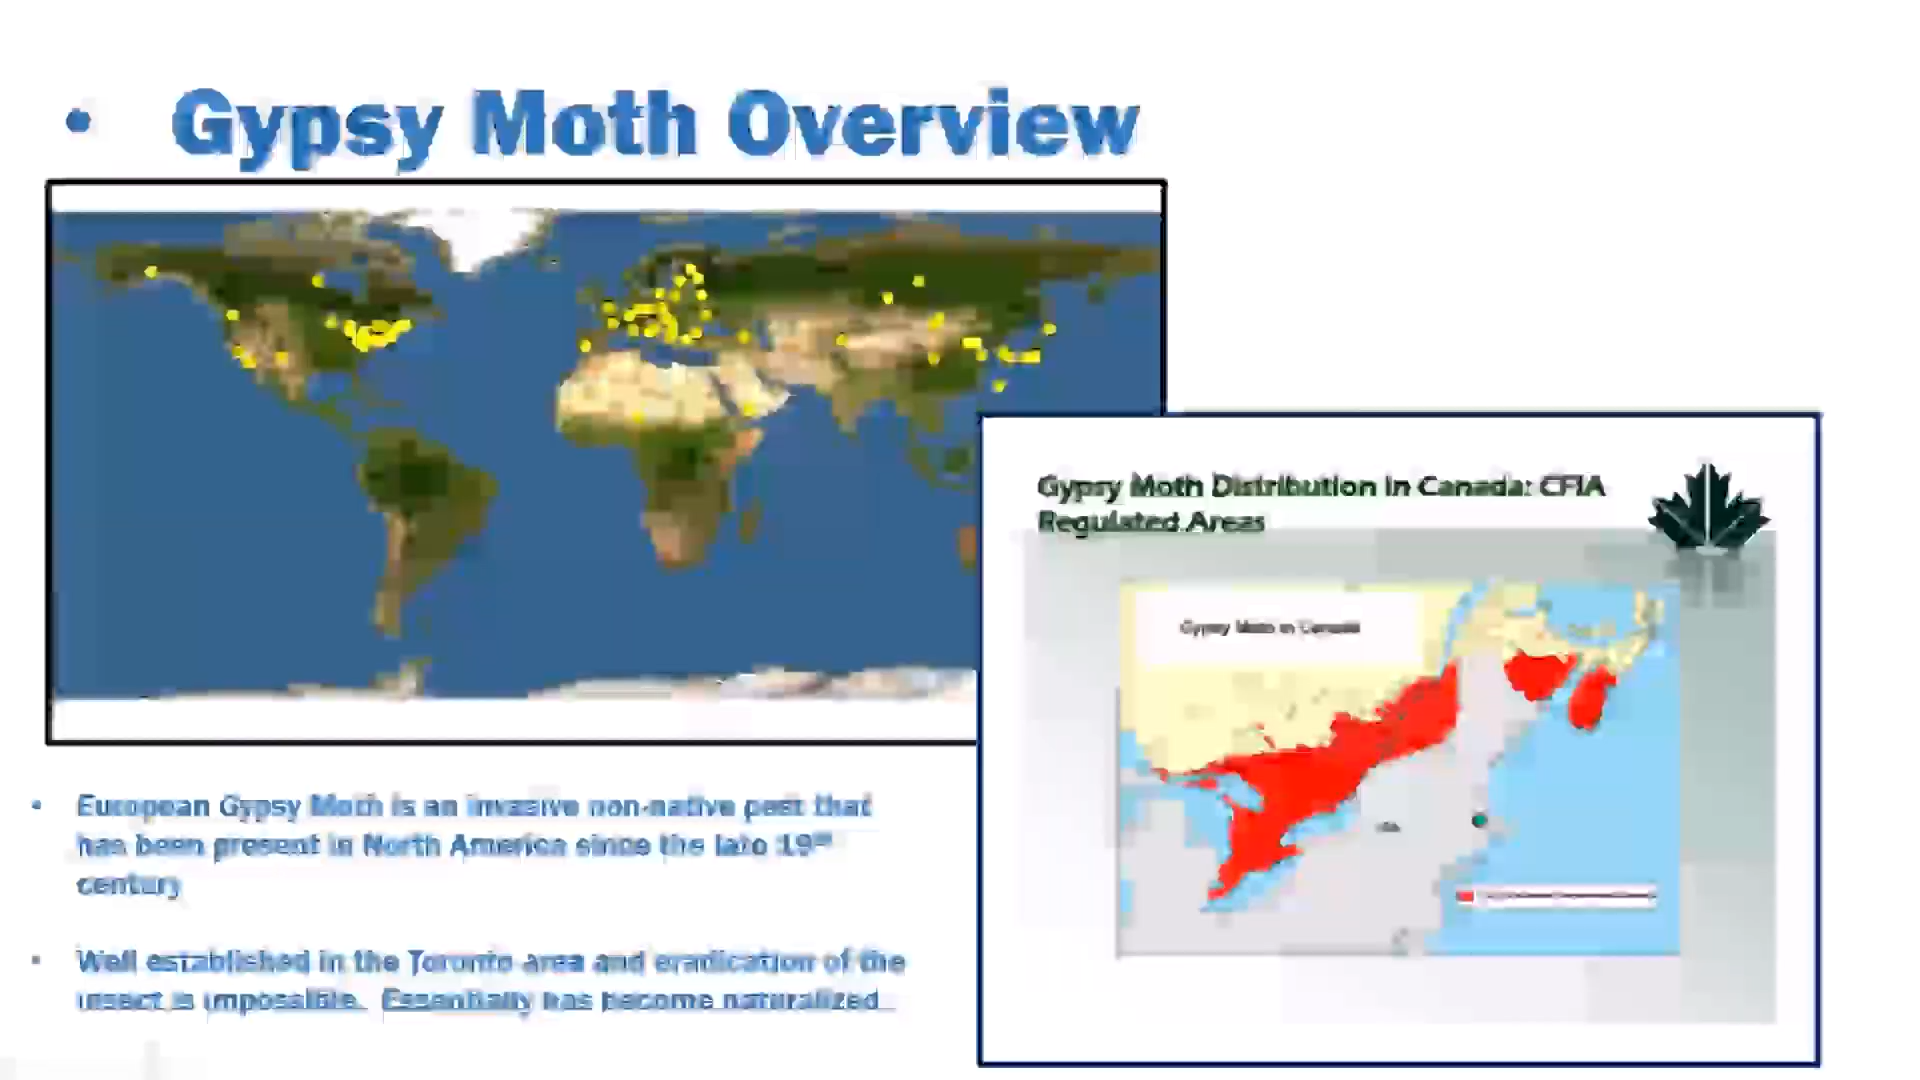 • Gypsy Moth Overview
Gypsy Moth Distribution in Canada: CFIA
Regulated Areas
Gypsy Moth in Canada
USA
• European Gypsy Moth is an invasive non-native pest that
has been present in North America since the late 19th
century
• Well established in the Toronto area and eradication of the
insect is impossible. Essentially has become naturalized